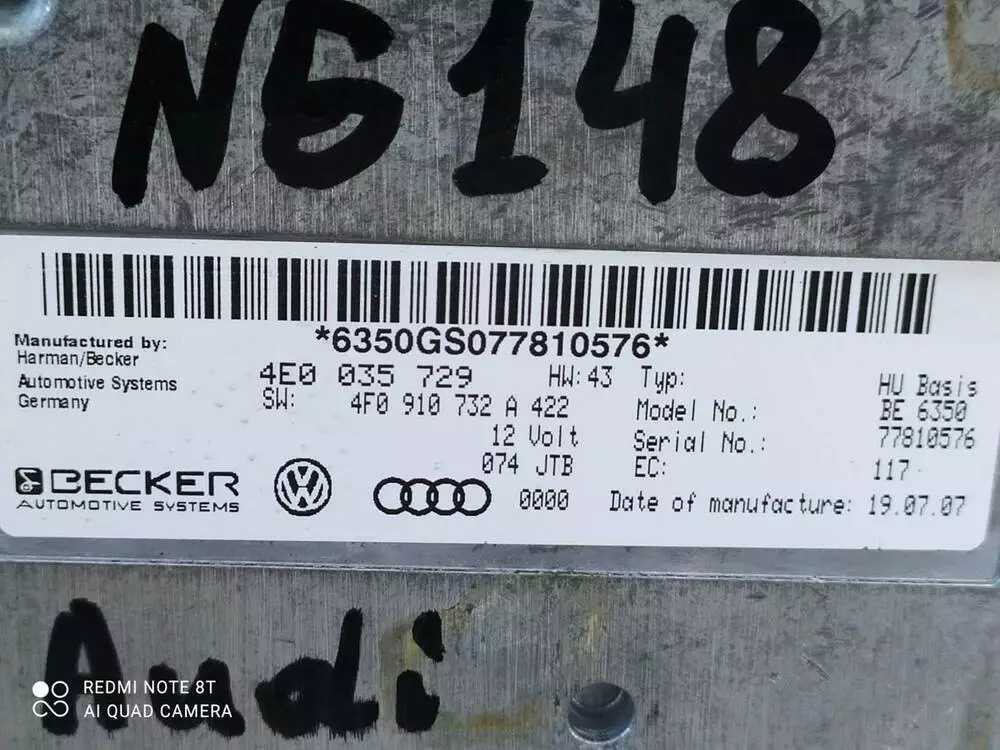 N5148
*6350GS077810576*
Manufactured by:
Harman/Becker
Automotive Systems
Germany
4E0 035 729 HW: 43
SW: 4F0 910 732 A 422
12 Volt
074 JTB
0000
Typ: HU Basis
Model No.: BE 6350
Serial No.: 77810576
EC: 117
Date of manufacture: 19.07.07
BECKER
AUTOMOTIVE SYSTEMS
Audi
REDMI NOTE 8T
AI QUAD CAMERA